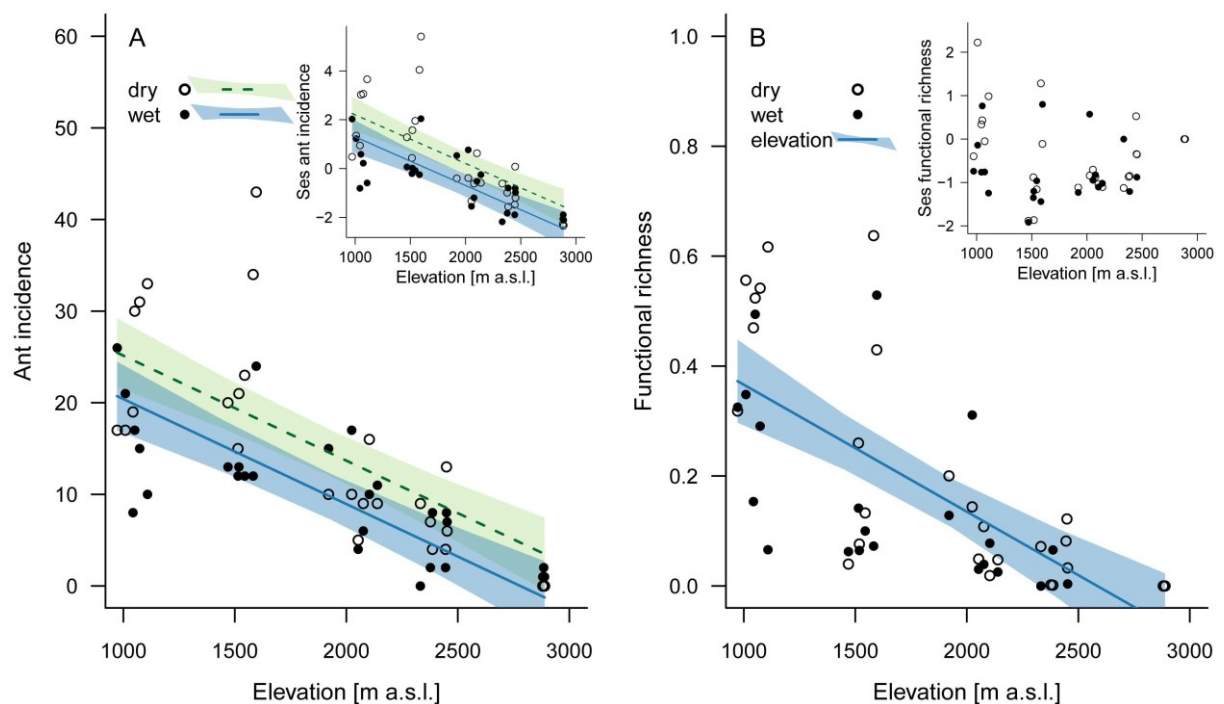 A
60
50
40
30
20
10
0
Ant incidence
dry
wet
1000
1500
2000
2500
3000
Elevation [m a.s.l.]
4
2
0
−2
Ses ant incidence
1000
1500
2000
2500
3000
Elevation [m a.s.l.]
B
1.0
0.8
0.6
0.4
0.2
0.0
Functional richness
dry
wet
elevation
1000
1500
2000
2500
3000
Elevation [m a.s.l.]
2
1
0
−1
−2
Ses functional richness
1000
1500
2000
2500
3000
Elevation [m a.s.l.]